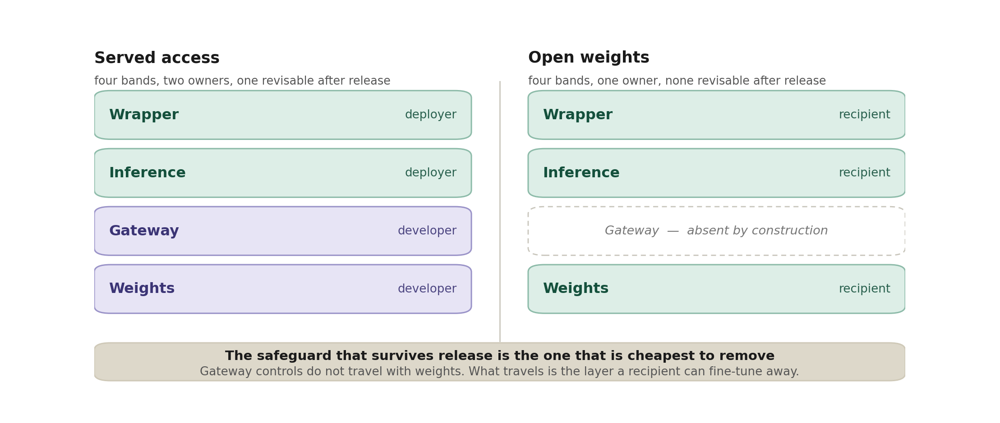 Served access
four bands, two owners, one revisable after release
Wrapper deployer
Inference deployer
Gateway developer
Weights developer
Open weights
four bands, one owner, none revisable after release
Wrapper recipient
Inference recipient
Gateway — absent by construction
Weights recipient
The safeguard that survives release is the one that is cheapest to remove
Gateway controls do not travel with weights. What travels is the layer a recipient can fine-tune away.